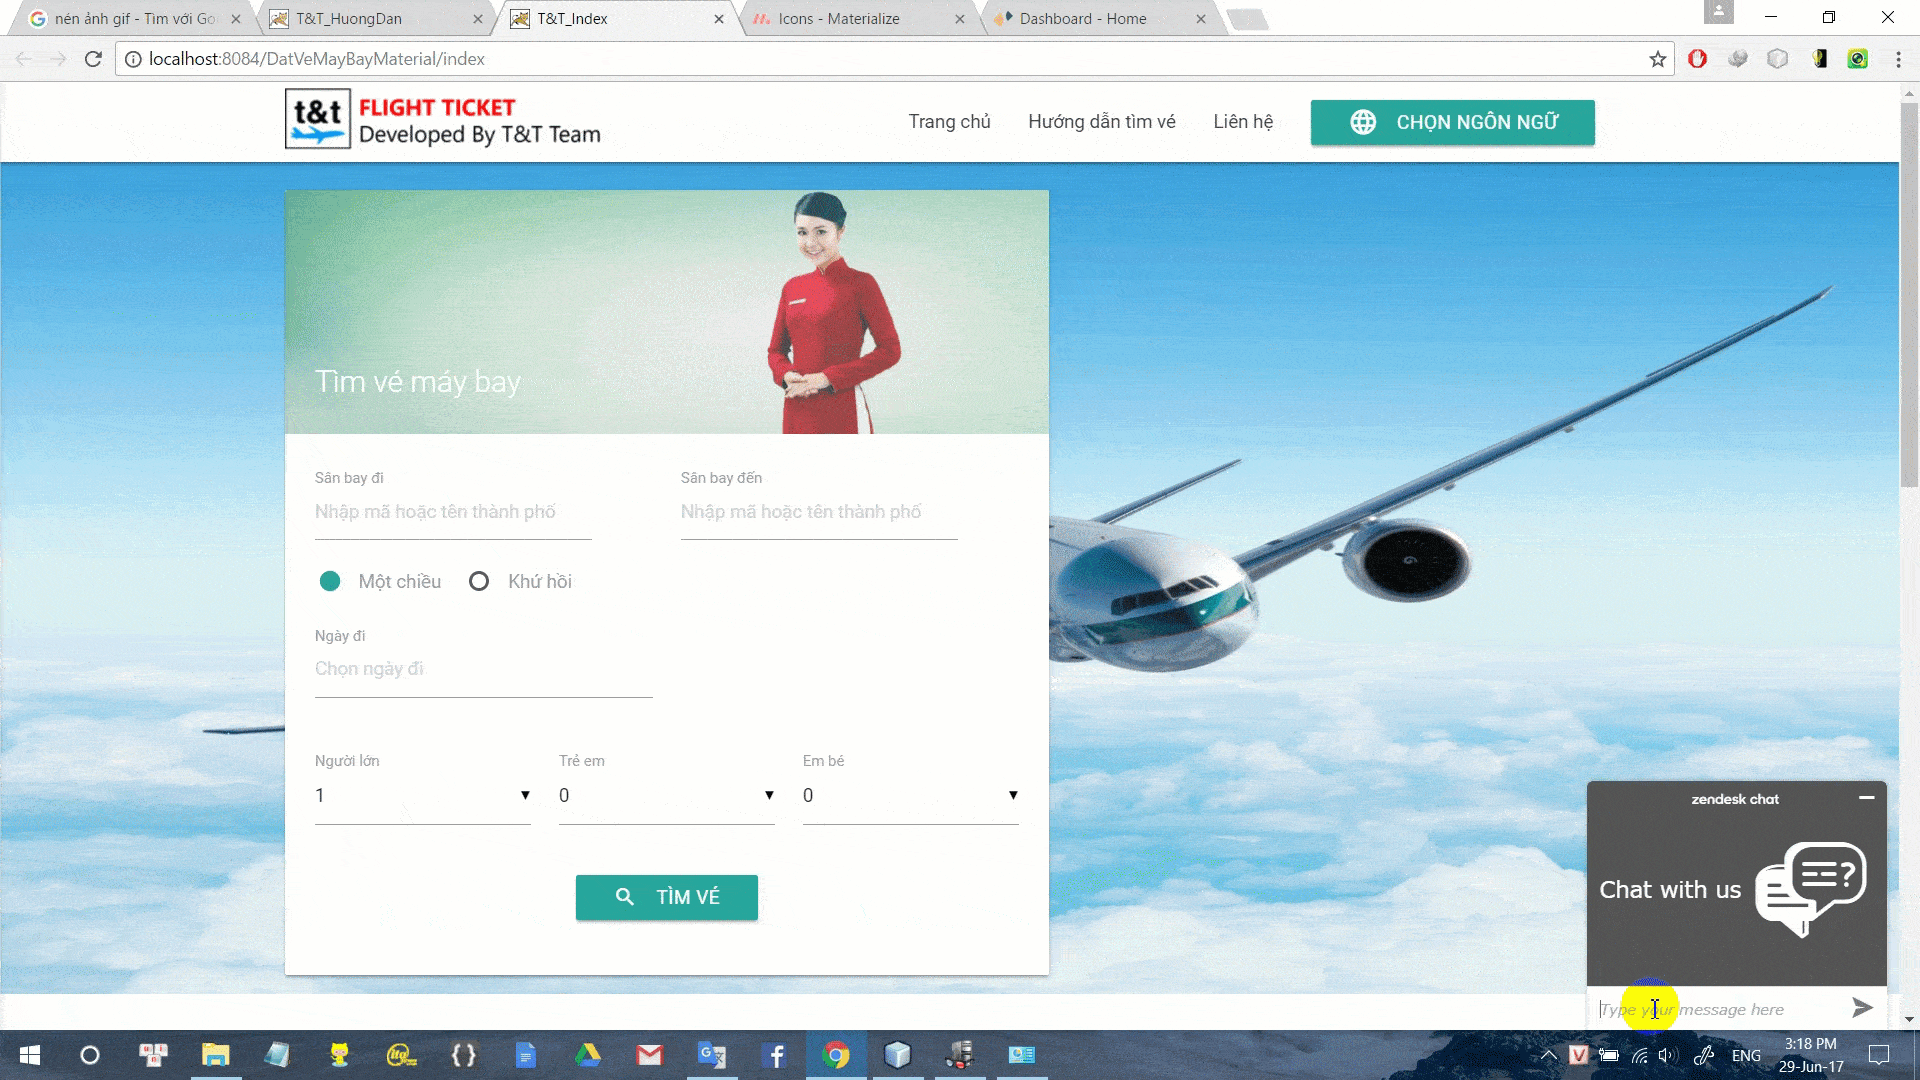 nén ảnh gif - Tìm với Go
T&T_HuongDan
T&T_Index
Icons - Materialize
Dashboard - Home
localhost:8084/DatVeMayBayMaterial/index
t&t
FLIGHT TICKET
Developed By T&T Team
Trang chủ
Hướng dẫn tìm vé
Liên hệ
CHỌN NGÔN NGỮ
Tìm vé máy bay
Sân bay đi
Sân bay đến
Nhập mã hoặc tên thành phố
Nhập mã hoặc tên thành phố
Một chiều
Khứ hồi
Ngày đi
Chọn ngày đi
Người lớn
Trẻ em
Em bé
1
0
0
TÌM VÉ
zendesk chat
Chat with us
Type your message here
ENG
3:18 PM
29-Jun-17